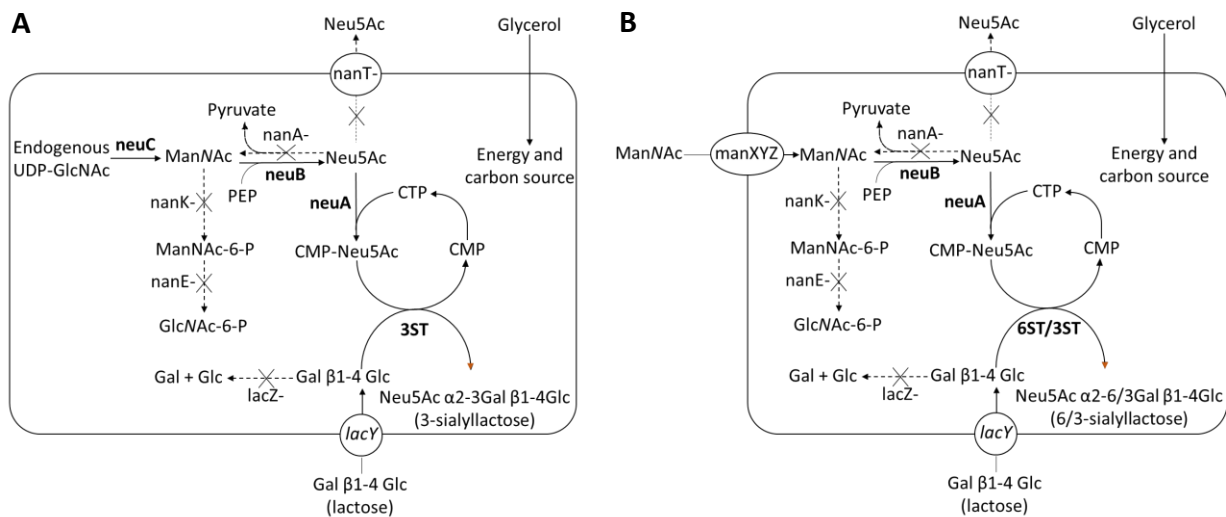 A
Neu5Ac
Glycerol
nanT-
Pyruvate
nanA-
Endogenous
UDP-GlcNAc
neuC
ManNAc
Neu5Ac
Energy and
carbon source
PEP
neuB
nanK-
neuA
CTP
ManNAc-6-P
CMP-Neu5Ac
CMP
nanE-
GlcNAc-6-P
3ST
Gal + Glc
Gal β1-4 Glc
lacZ-
Neu5Ac α2-3Gal β1-4Glc
(3-sialyllactose)
lacY
Gal β1-4 Glc
(lactose)
B
Neu5Ac
Glycerol
nanT-
Pyruvate
nanA-
ManNAc
manXYZ
ManNAc
Neu5Ac
Energy and
carbon source
PEP
neuB
nanK-
neuA
CTP
ManNAc-6-P
CMP-Neu5Ac
CMP
nanE-
GlcNAc-6-P
6ST/3ST
Gal + Glc
Gal β1-4 Glc
lacZ-
Neu5Ac α2-6/3Gal β1-4Glc
(6/3-sialyllactose)
lacY
Gal β1-4 Glc
(lactose)